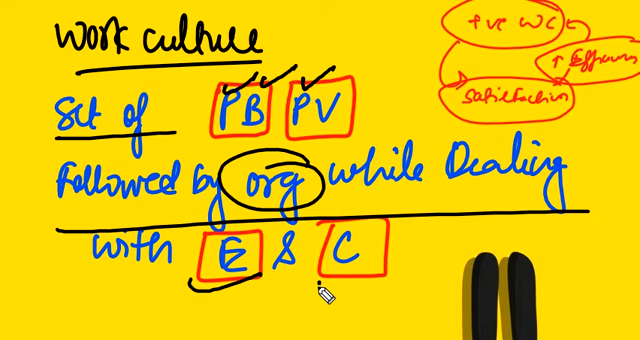 Work culture
+ve WC
↑ Efficiency
Satisfaction
Set of PB PV
Followed by org while Dealing
with E & C